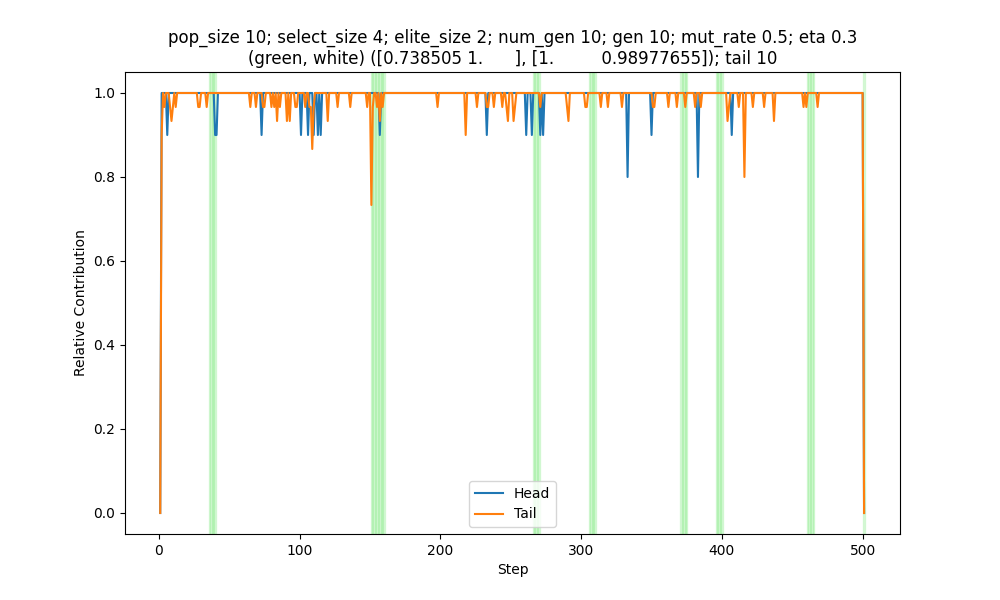 pop_size 10; select_size 4; elite_size 2; num_gen 10; gen 10; mut_rate 0.5; eta 0.3
(green, white) ([0.738505 1.      ], [1.         0.98977655]); tail 10
1.0
0.8
0.6
0.4
0.2
0.0
Relative Contribution
Head
Tail
0
100
200
300
400
500
Step